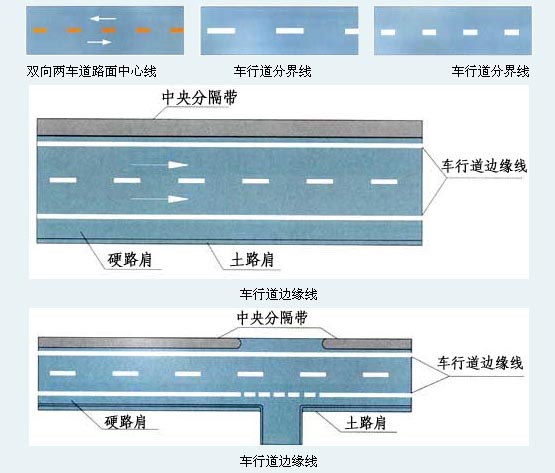 双向两车道路面中心线
车行道分界线
车行道分界线
中央分隔带
车行道边缘线
硬路肩
土路肩
车行道边缘线
中央分隔带
车行道边缘线
硬路肩
土路肩
车行道边缘线